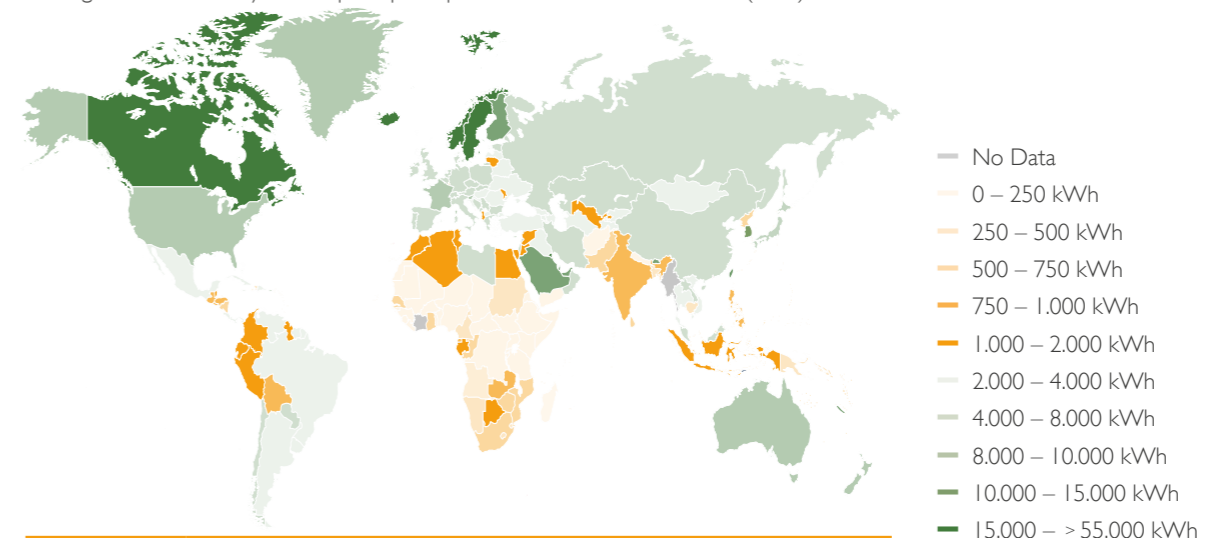 No Data
0 – 250 kWh
250 – 500 kWh
500 – 750 kWh
750 – 1.000 kWh
1.000 – 2.000 kWh
2.000 – 4.000 kWh
4.000 – 8.000 kWh
8.000 – 10.000 kWh
10.000 – 15.000 kWh
15.000 – >55.000 kWh